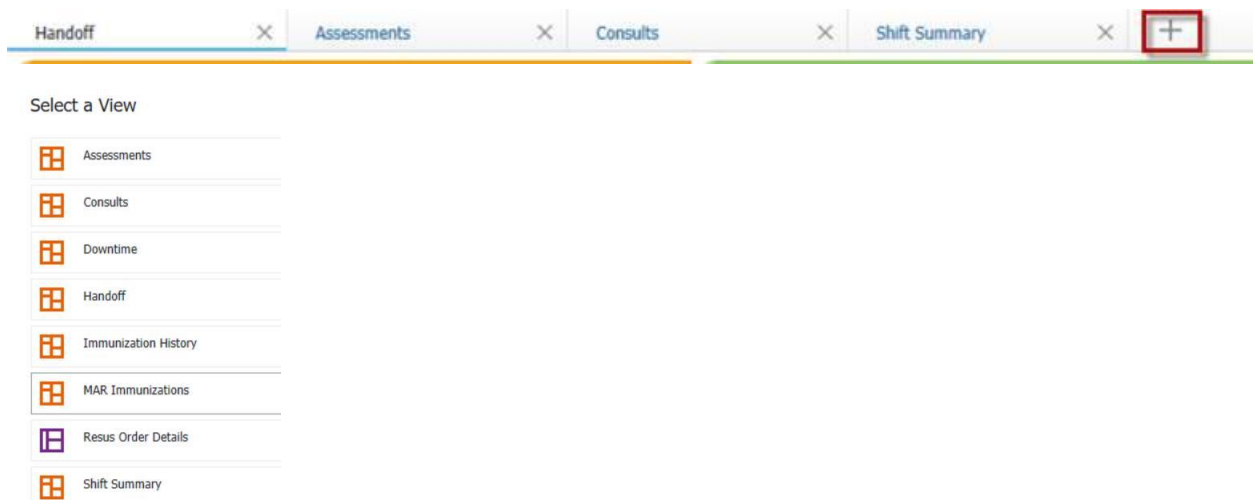 Handoff Assessments Consults Shift Summary
Select a View
Assessments
Consults
Downtime
Handoff
Immunization History
MAR Immunizations
Resus Order Details
Shift Summary